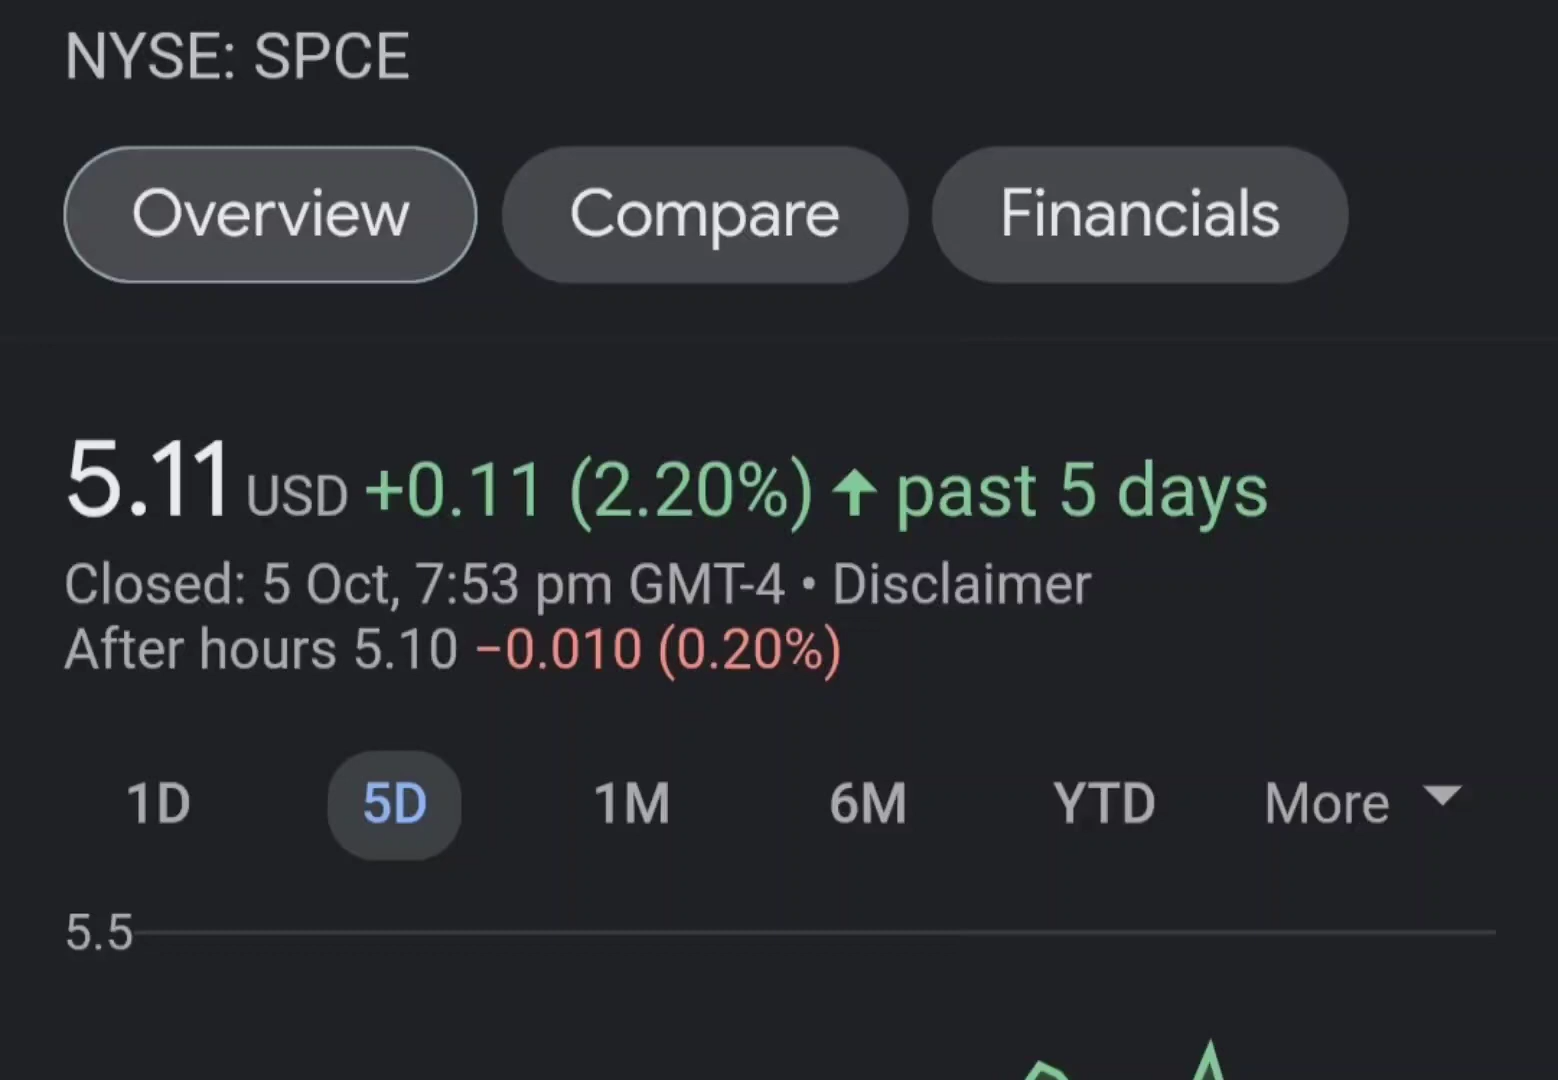 NYSE: SPCE
Overview Compare Financials
5.11 USD +0.11 (2.20%) ↑ past 5 days
Closed: 5 Oct, 7:53 pm GMT-4 • Disclaimer
After hours 5.10 −0.010 (0.20%)
1D 5D 1M 6M YTD More
5.5